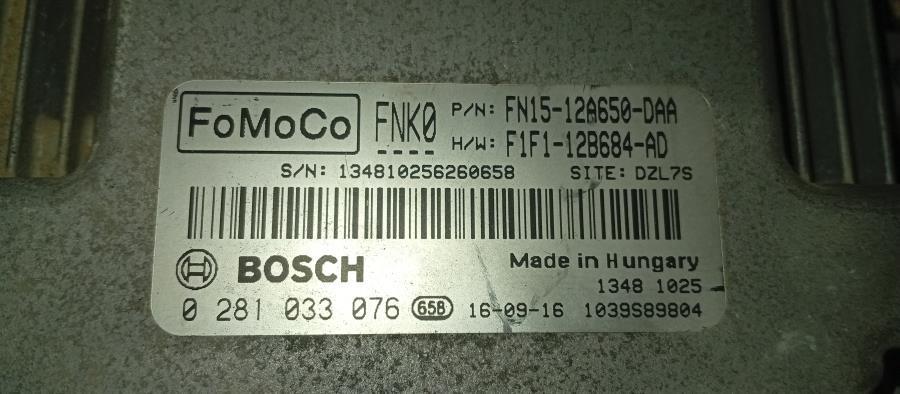 FoMoCo FNK0 P/N: FN15-12A650-DAA
H/W: F1F1-12B684-AD
S/N: 134810256260658 SITE: DZL7S
BOSCH Made in Hungary
1348 1025
0 281 033 076 658 16-09-16 1039S89804